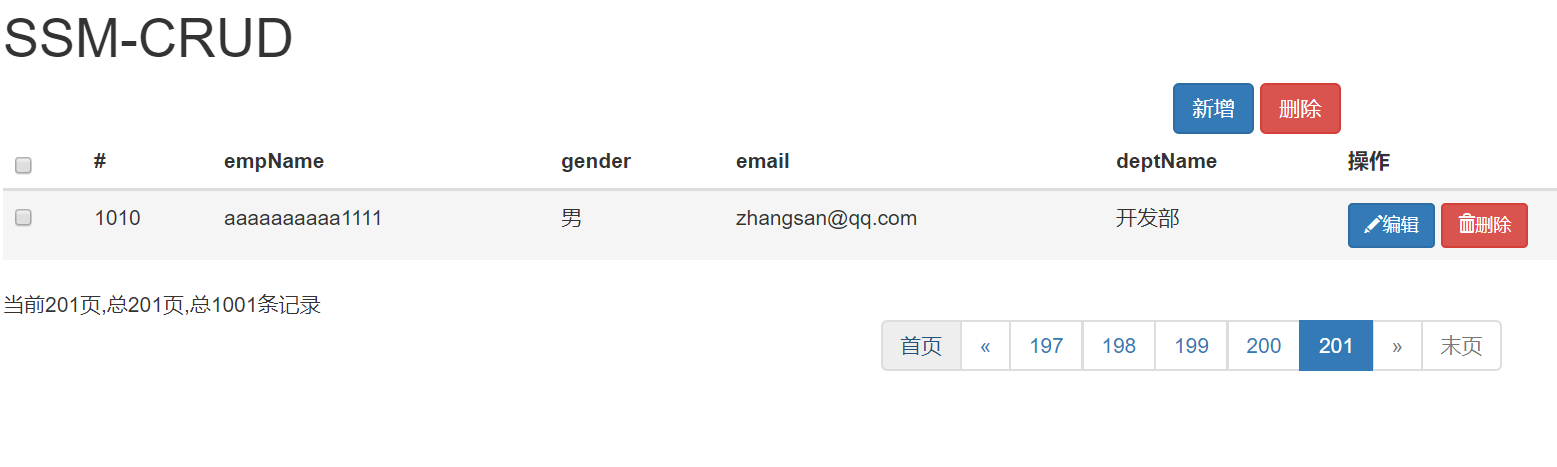 SSM-CRUD
新增 删除
# empName gender email deptName 操作
1010 aaaaaaaaaa1111 男 zhangsan@qq.com 开发部 编辑 删除
当前201页,总201页,总1001条记录
首页 « 197 198 199 200 201 » 末页